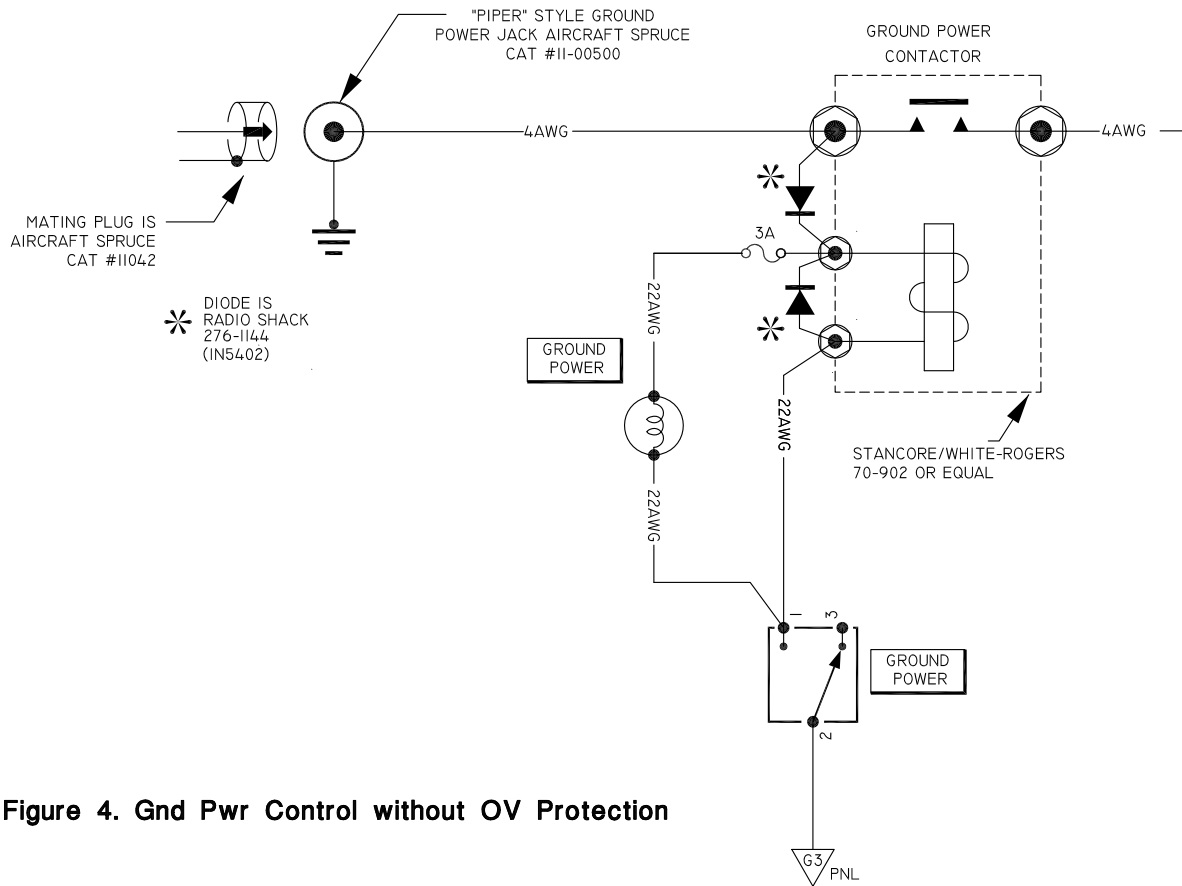 "PIPER" STYLE GROUND
POWER JACK AIRCRAFT SPRUCE
CAT #11-00500
GROUND POWER
CONTACTOR
4AWG
4AWG
MATING PLUG IS
AIRCRAFT SPRUCE
CAT #11042
3A
DIODE IS
RADIO SHACK
276-1144
(IN5402)
22AWG
GROUND
POWER
22AWG
STANCORE/WHITE-ROGERS
70-902 OR EQUAL
22AWG
1
3
GROUND
POWER
2
Figure 4. Gnd Pwr Control without OV Protection
G3
PNL